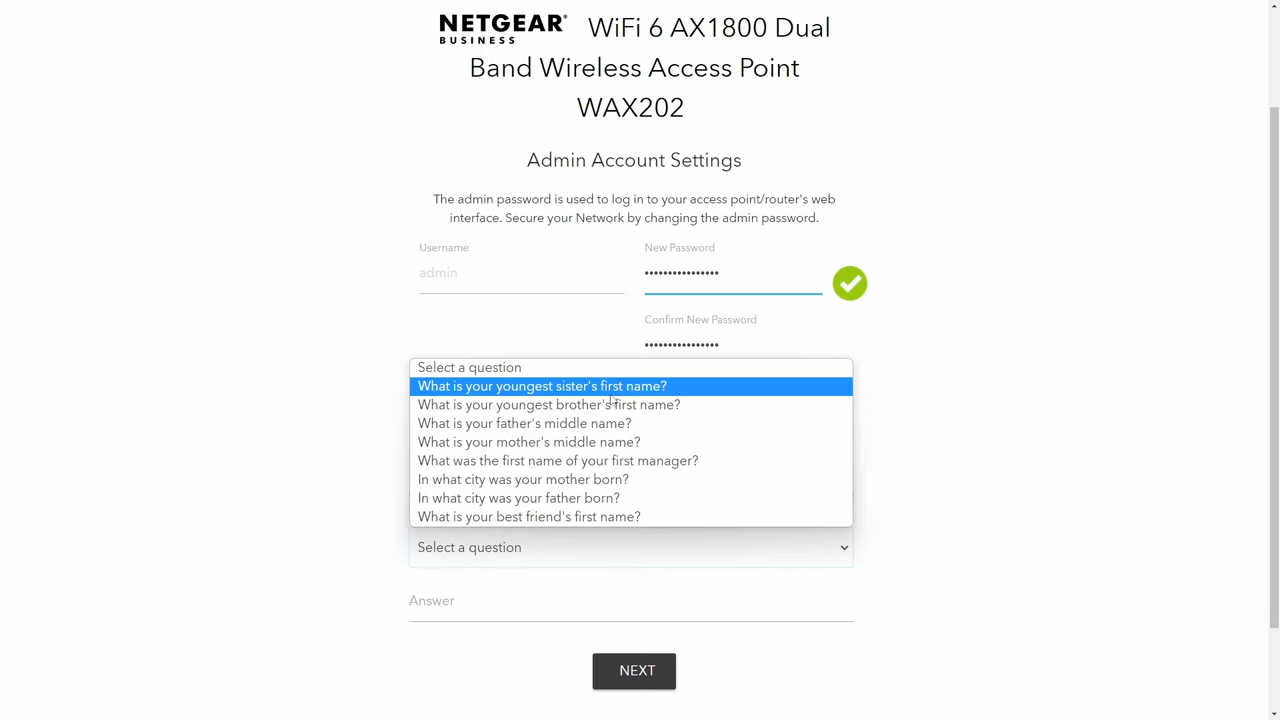 NETGEAR® WiFi 6 AX1800 Dual
BUSINESS
Band Wireless Access Point
WAX202
Admin Account Settings
The admin password is used to log in to your access point/router's web
interface. Secure your Network by changing the admin password.
Username
New Password
admin
••••••••••••••••
Confirm New Password
••••••••••••••••
Select a question
What is your youngest sister's first name?
What is your youngest brother's first name?
What is your father's middle name?
What is your mother's middle name?
What was the first name of your first manager?
In what city was your mother born?
In what city was your father born?
What is your best friend's first name?
Select a question
Answer
NEXT